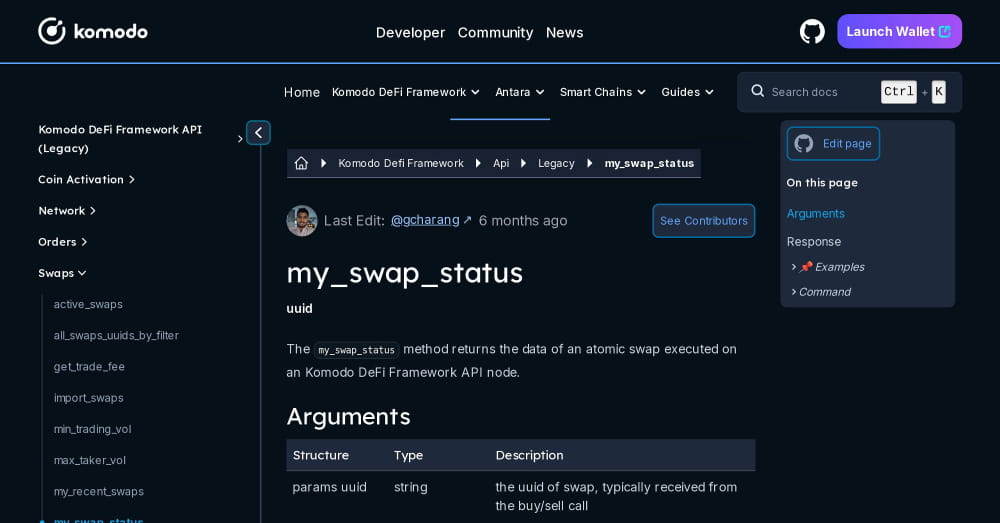 komodo
Developer Community News
Launch Wallet
Home Komodo DeFi Framework Antara Smart Chains Guides
Search docs Ctrl + K
Komodo DeFi Framework API
(Legacy)
Coin Activation
Network
Orders
Swaps
active_swaps
all_swaps_uuids_by_filter
get_trade_fee
import_swaps
min_trading_vol
max_taker_vol
my_recent_swaps
my_swap_status
Komodo Defi Framework Api Legacy my_swap_status
Last Edit: @gcharang ↗ 6 months ago
See Contributors
my_swap_status
uuid
The my_swap_status method returns the data of an atomic swap executed on
an Komodo DeFi Framework API node.
Arguments
Structure Type Description
params uuid string the uuid of swap, typically received from
the buy/sell call
Edit page
On this page
Arguments
Response
📌 Examples
Command